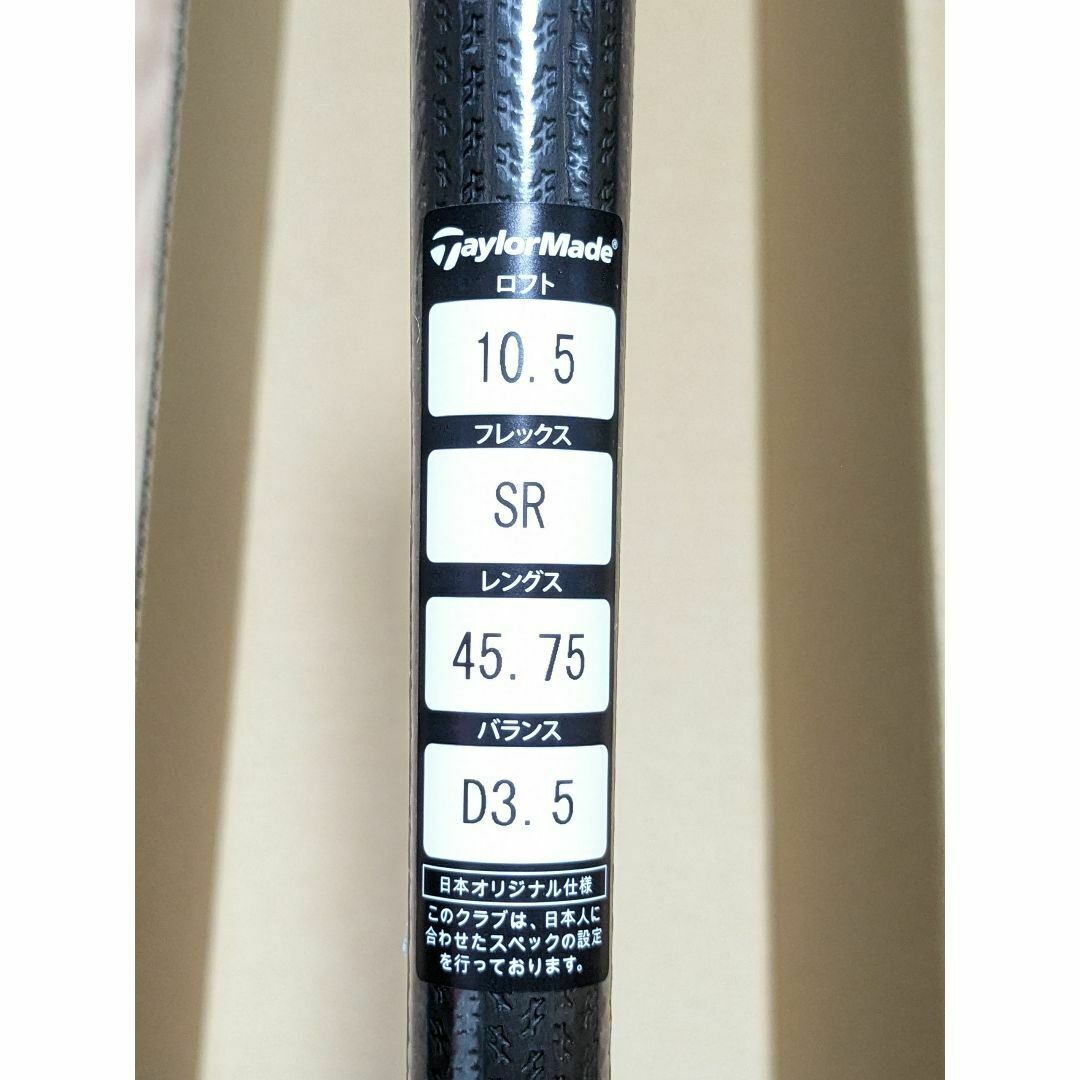 TaylorMade®
ロフト
10.5
フレックス
SR
レングス
45.75
バランス
D3.5
日本オリジナル仕様
このクラブは、日本人に
合わせたスペックの設定
を行っております。